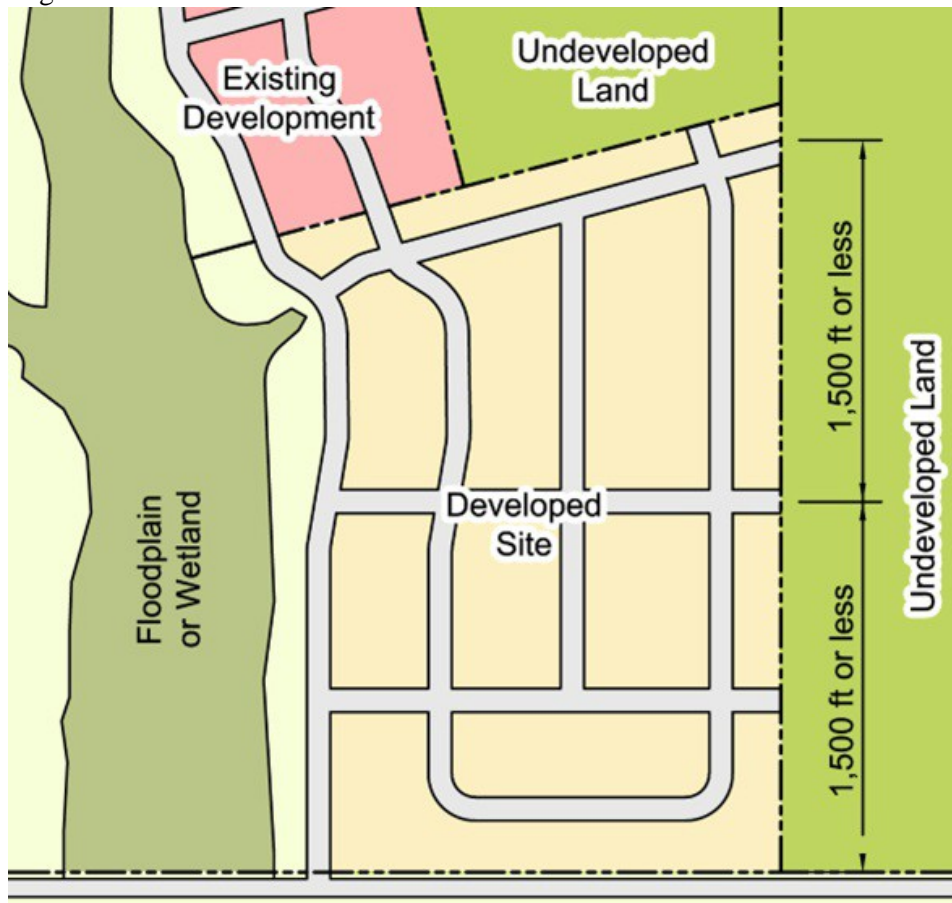 Existing
Development
Undeveloped
Land
1,500 ft or less
Undeveloped Land
Developed
Site
Floodplain
or Wetland
1,500 ft or less